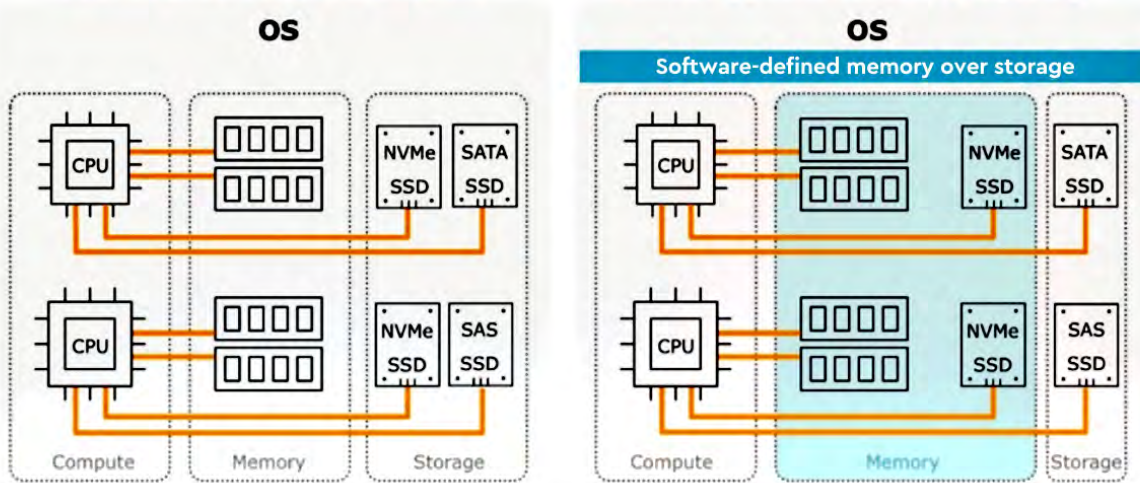 OS
CPU
NVMe
SSD
SATA
SSD
CPU
NVMe
SSD
SAS
SSD
Compute
Memory
Storage
OS
Software-defined memory over storage
CPU
NVMe
SSD
SATA
SSD
CPU
NVMe
SSD
SAS
SSD
Compute
Memory
Storage